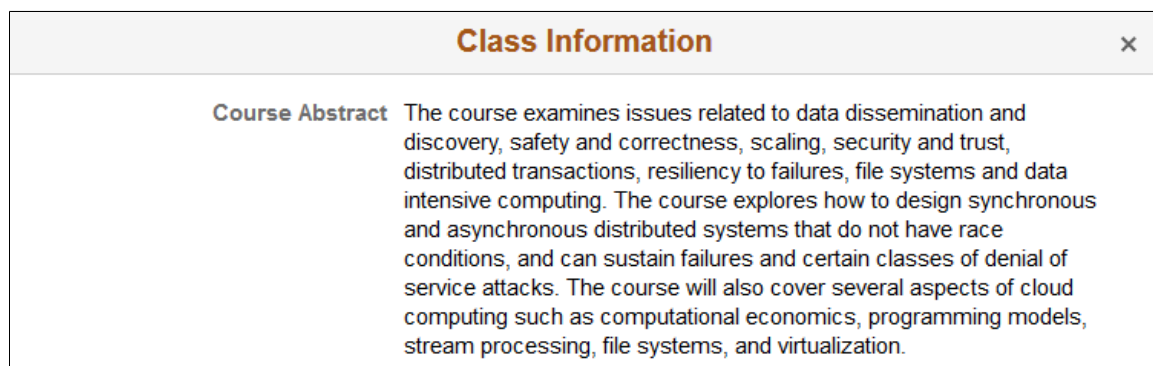 Class Information
×
Course Abstract The course examines issues related to data dissemination and
discovery, safety and correctness, scaling, security and trust,
distributed transactions, resiliency to failures, file systems and data
intensive computing. The course explores how to design synchronous
and asynchronous distributed systems that do not have race
conditions, and can sustain failures and certain classes of denial of
service attacks. The course will also cover several aspects of cloud
computing such as computational economics, programming models,
stream processing, file systems, and virtualization.